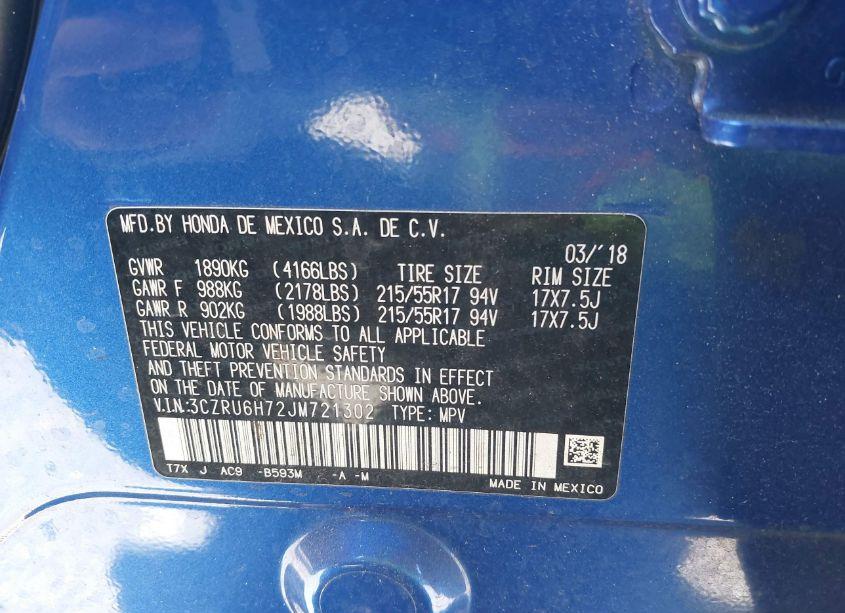 MFD.BY HONDA DE MEXICO S.A. DE C.V.
03/'18
GVWR 1890KG (4166LBS) TIRE SIZE RIM SIZE
GAWR F 988KG (2178LBS) 215/55R17 94V 17X7.5J
GAWR R 902KG (1988LBS) 215/55R17 94V 17X7.5J
THIS VEHICLE CONFORMS TO ALL APPLICABLE
FEDERAL MOTOR VEHICLE SAFETY
AND THEFT PREVENTION STANDARDS IN EFFECT
ON THE DATE OF MANUFACTURE SHOWN ABOVE.
V.I.N:3CZRU6H72JM721302 TYPE: MPV
T7X J AC9 -B593M -A -M
MADE IN MEXICO